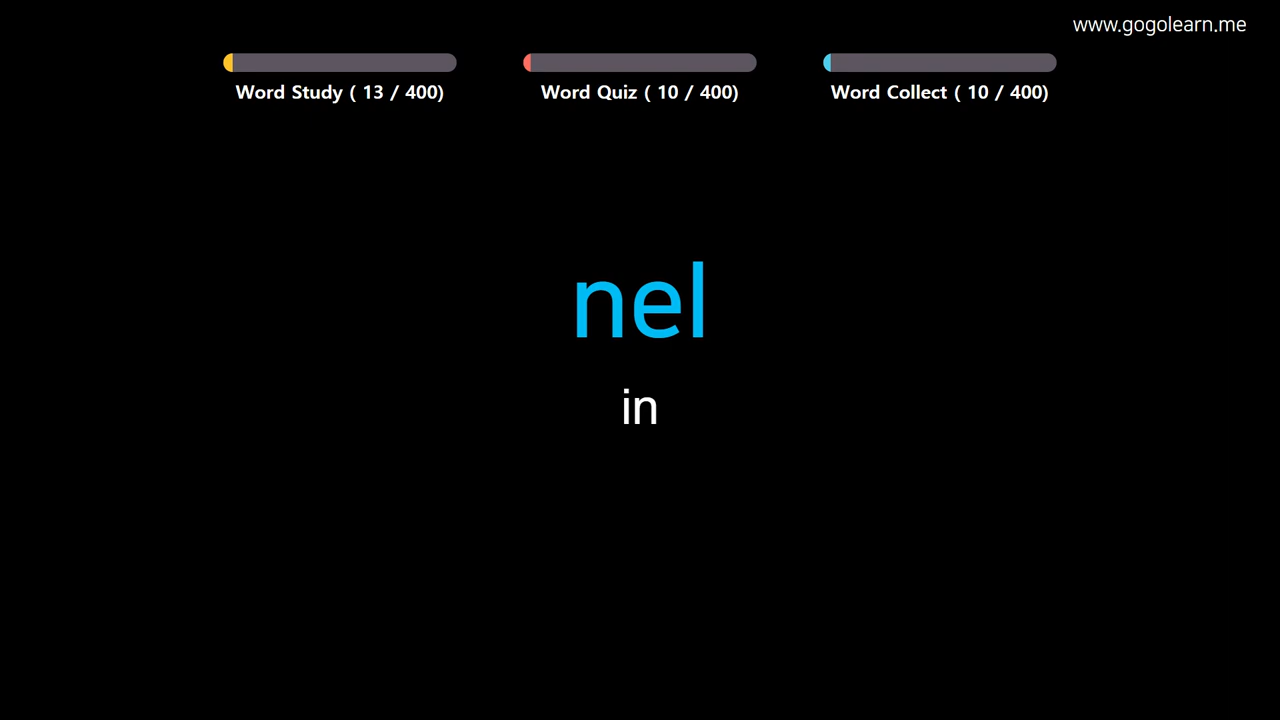 www.gogolearn.me
Word Study ( 13 / 400)
Word Quiz ( 10 / 400)
Word Collect ( 10 / 400)
nel
in